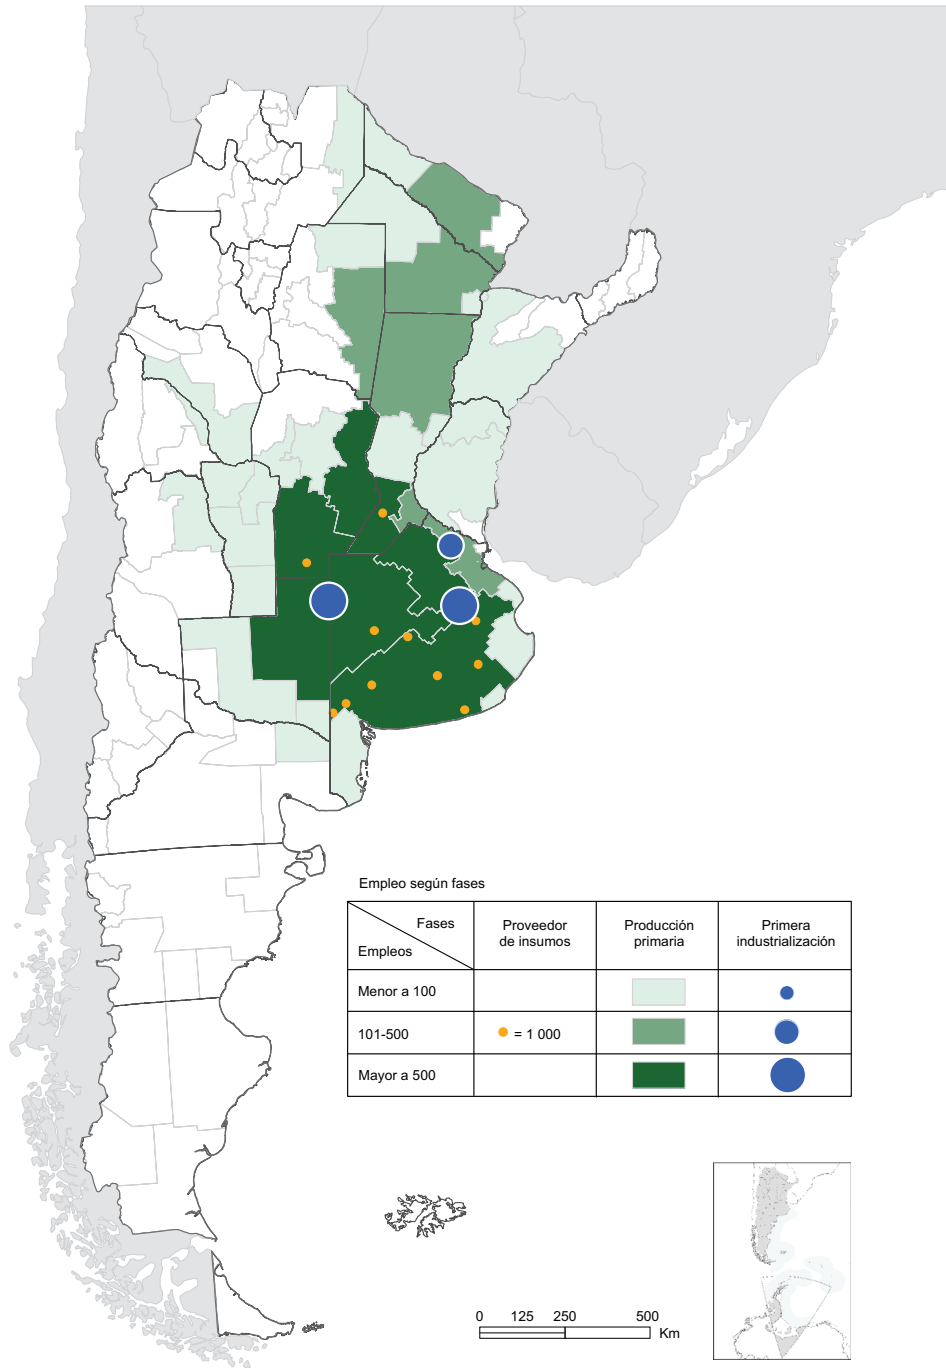 Empleo según fases
Fases
Empleos
Proveedor
de insumos
Producción
primaria
Primera
industrialización
Menor a 100
101-500
= 1 000
Mayor a 500
0 125 250 500
Km